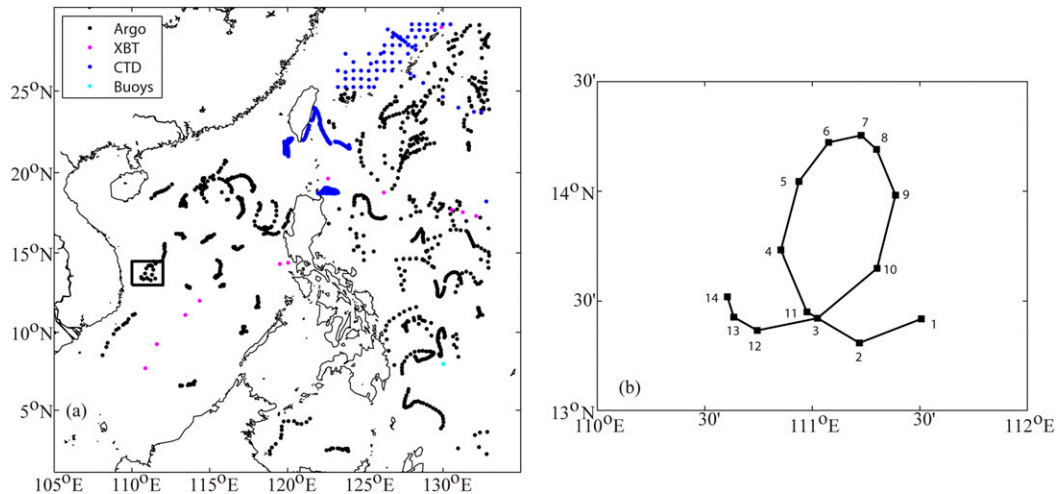 Argo
XBT
CTD
Buoys
25°N
20°N
15°N
10°N
5°N
(a)
105°E 110°E 115°E 120°E 125°E 130°E
30'
14°N
30'
13°N
110°E 30' 111°E 30' 112°E
7
6 8
5 9
4
10
14 11
13 12 3 1
2
(b)